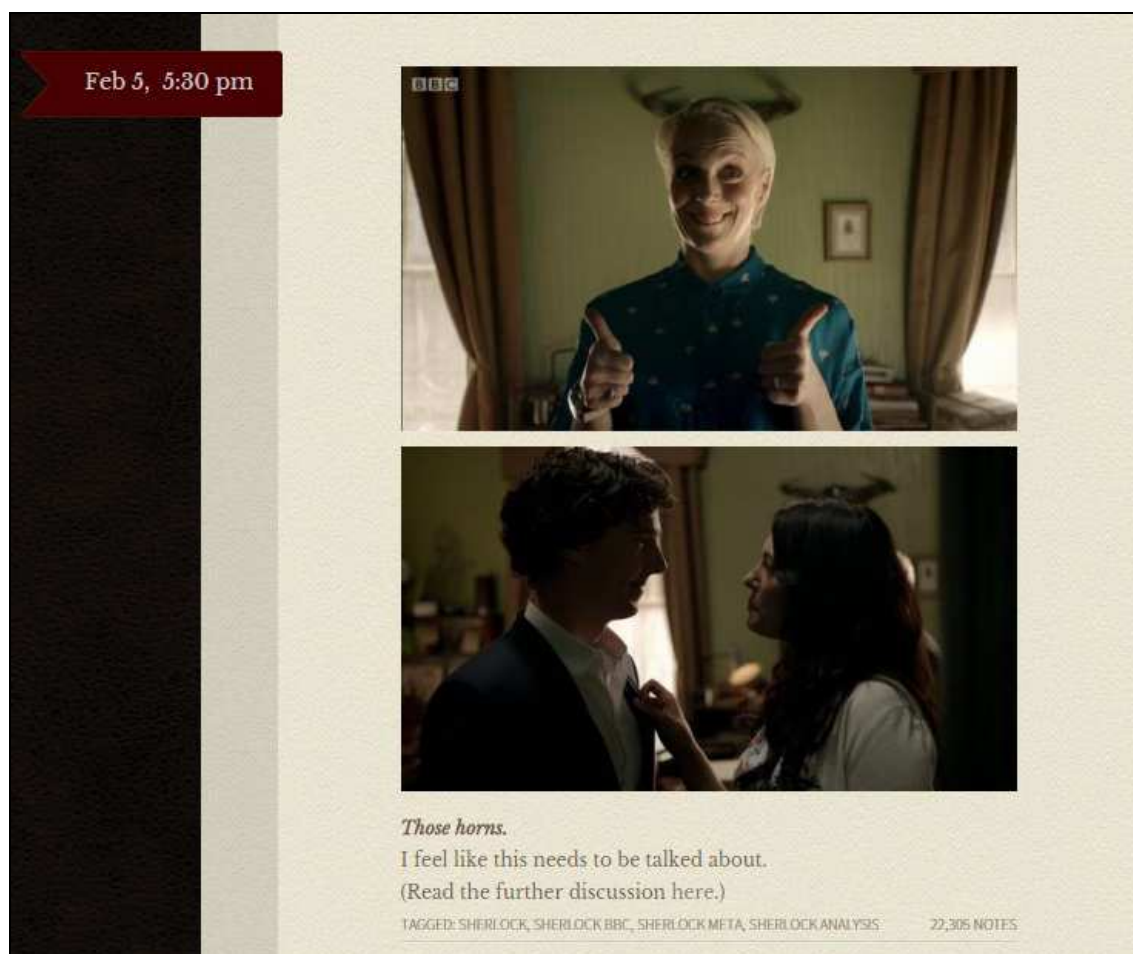 Feb 5, 5:30 pm
BBC
Those horns.
I feel like this needs to be talked about.
(Read the further discussion here.)
TAGGED: SHERLOCK, SHERLOCK BBC, SHERLOCK META, SHERLOCK ANALYSIS 22,305 NOTES